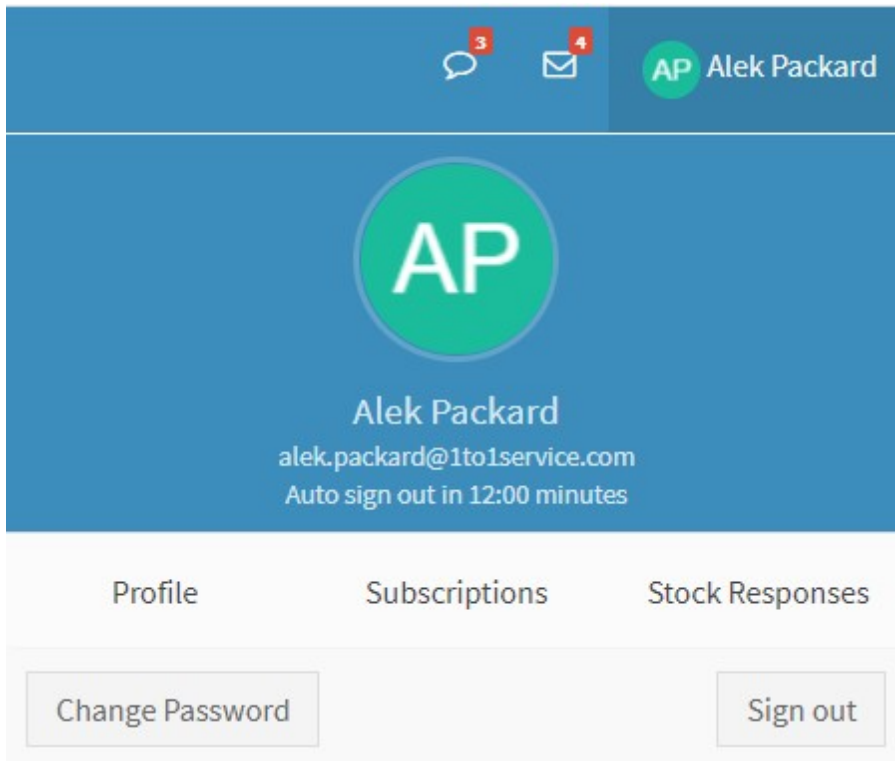 3 4 AP Alek Packard
AP
Alek Packard
alek.packard@1to1service.com
Auto sign out in 12:00 minutes
Profile Subscriptions Stock Responses
Change Password Sign out